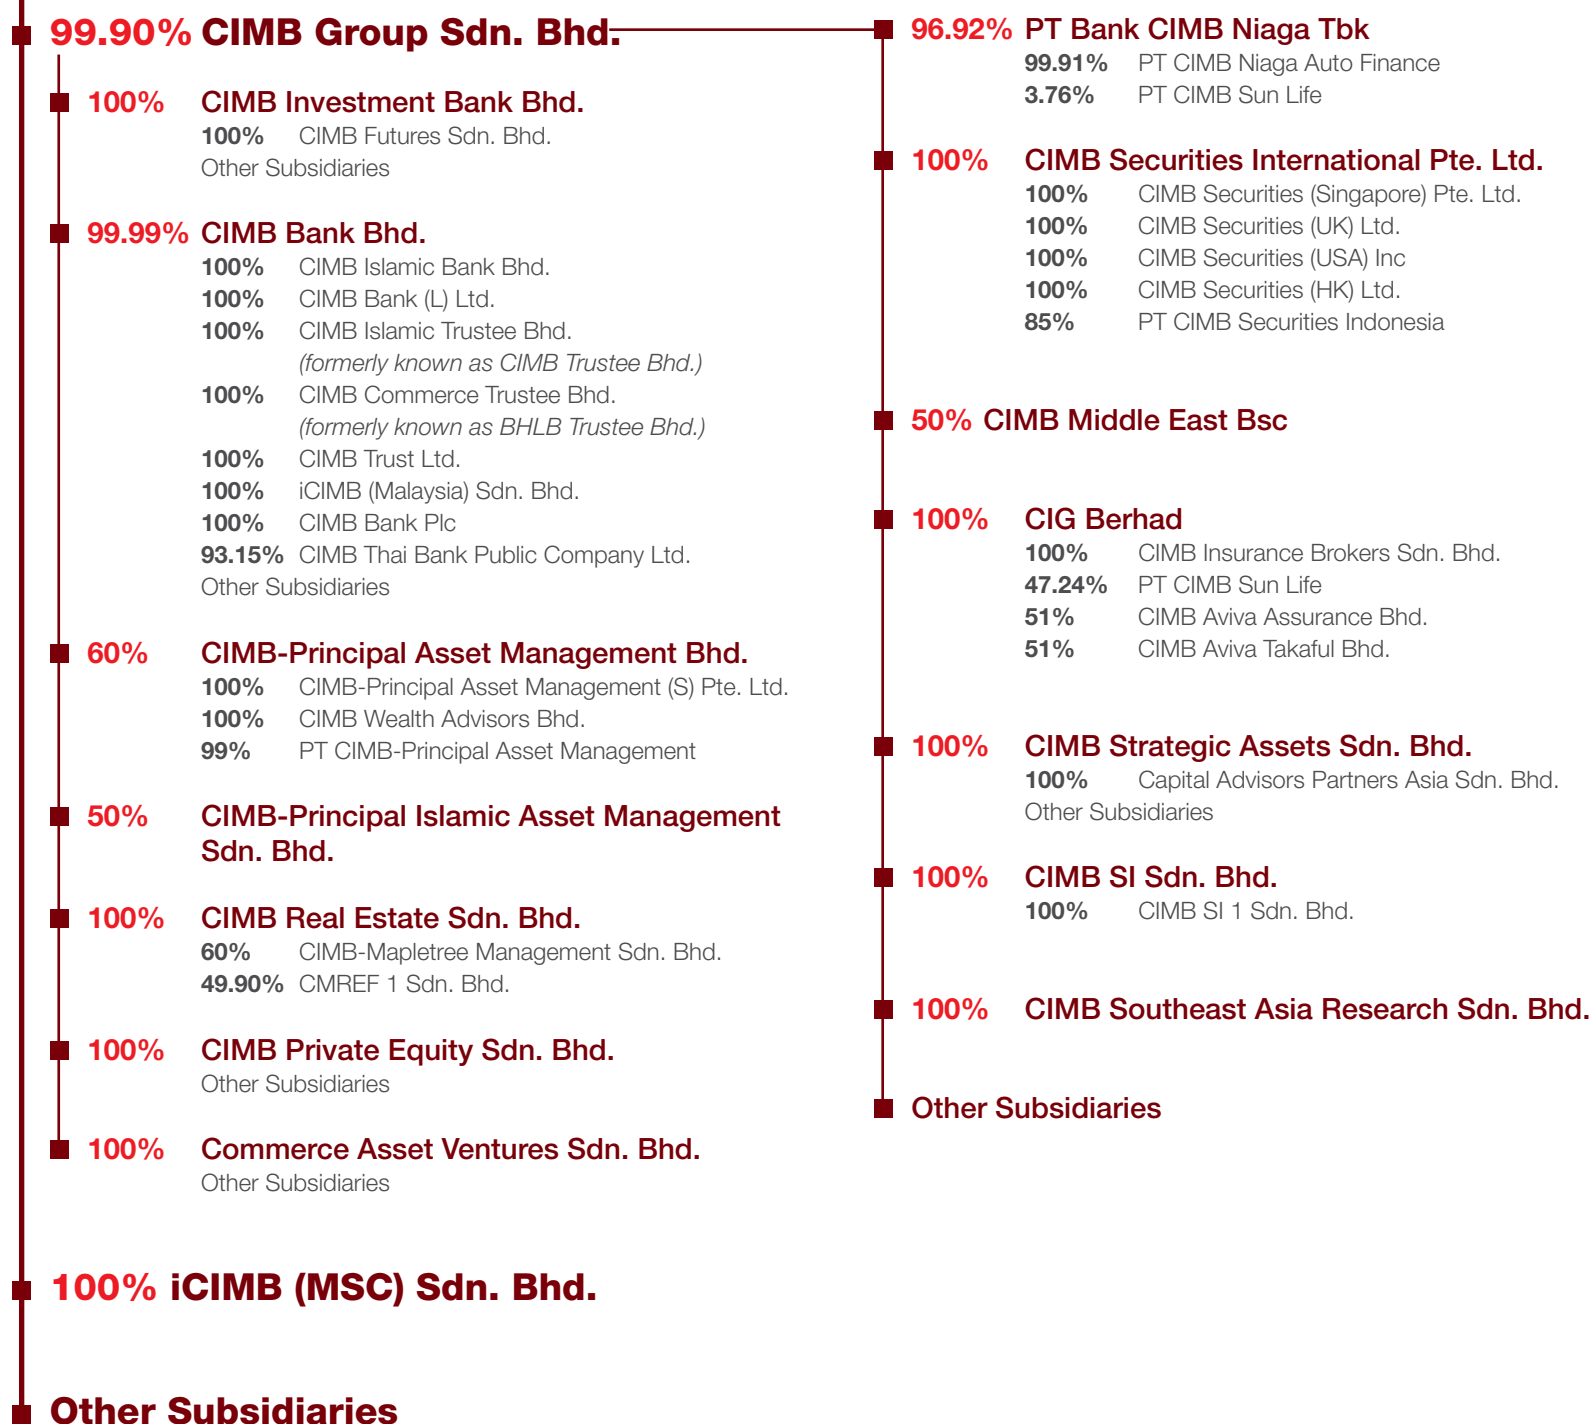 99.90% CIMB Group Sdn. Bhd.
100% CIMB Investment Bank Bhd.
100% CIMB Futures Sdn. Bhd.
Other Subsidiaries
99.99% CIMB Bank Bhd.
100% CIMB Islamic Bank Bhd.
100% CIMB Bank (L) Ltd.
100% CIMB Islamic Trustee Bhd.
(formerly known as CIMB Trustee Bhd.)
100% CIMB Commerce Trustee Bhd.
(formerly known as BHLB Trustee Bhd.)
100% CIMB Trust Ltd.
100% iCIMB (Malaysia) Sdn. Bhd.
100% CIMB Bank Plc
93.15% CIMB Thai Bank Public Company Ltd.
Other Subsidiaries
60% CIMB-Principal Asset Management Bhd.
100% CIMB-Principal Asset Management (S) Pte. Ltd.
100% CIMB Wealth Advisors Bhd.
99% PT CIMB-Principal Asset Management
50% CIMB-Principal Islamic Asset Management
Sdn. Bhd.
100% CIMB Real Estate Sdn. Bhd.
60% CIMB-Mapletree Management Sdn. Bhd.
49.90% CMREF 1 Sdn. Bhd.
100% CIMB Private Equity Sdn. Bhd.
Other Subsidiaries
100% Commerce Asset Ventures Sdn. Bhd.
Other Subsidiaries
96.92% PT Bank CIMB Niaga Tbk
99.91% PT CIMB Niaga Auto Finance
3.76% PT CIMB Sun Life
100% CIMB Securities International Pte. Ltd.
100% CIMB Securities (Singapore) Pte. Ltd.
100% CIMB Securities (UK) Ltd.
100% CIMB Securities (USA) Inc
100% CIMB Securities (HK) Ltd.
85% PT CIMB Securities Indonesia
50% CIMB Middle East Bsc
100% CIG Berhad
100% CIMB Insurance Brokers Sdn. Bhd.
47.24% PT CIMB Sun Life
51% CIMB Aviva Assurance Bhd.
51% CIMB Aviva Takaful Bhd.
100% CIMB Strategic Assets Sdn. Bhd.
100% Capital Advisors Partners Asia Sdn. Bhd.
Other Subsidiaries
100% CIMB SI Sdn. Bhd.
100% CIMB SI 1 Sdn. Bhd.
100% CIMB Southeast Asia Research Sdn. Bhd.
Other Subsidiaries
100% iCIMB (MSC) Sdn. Bhd.
Other Subsidiaries